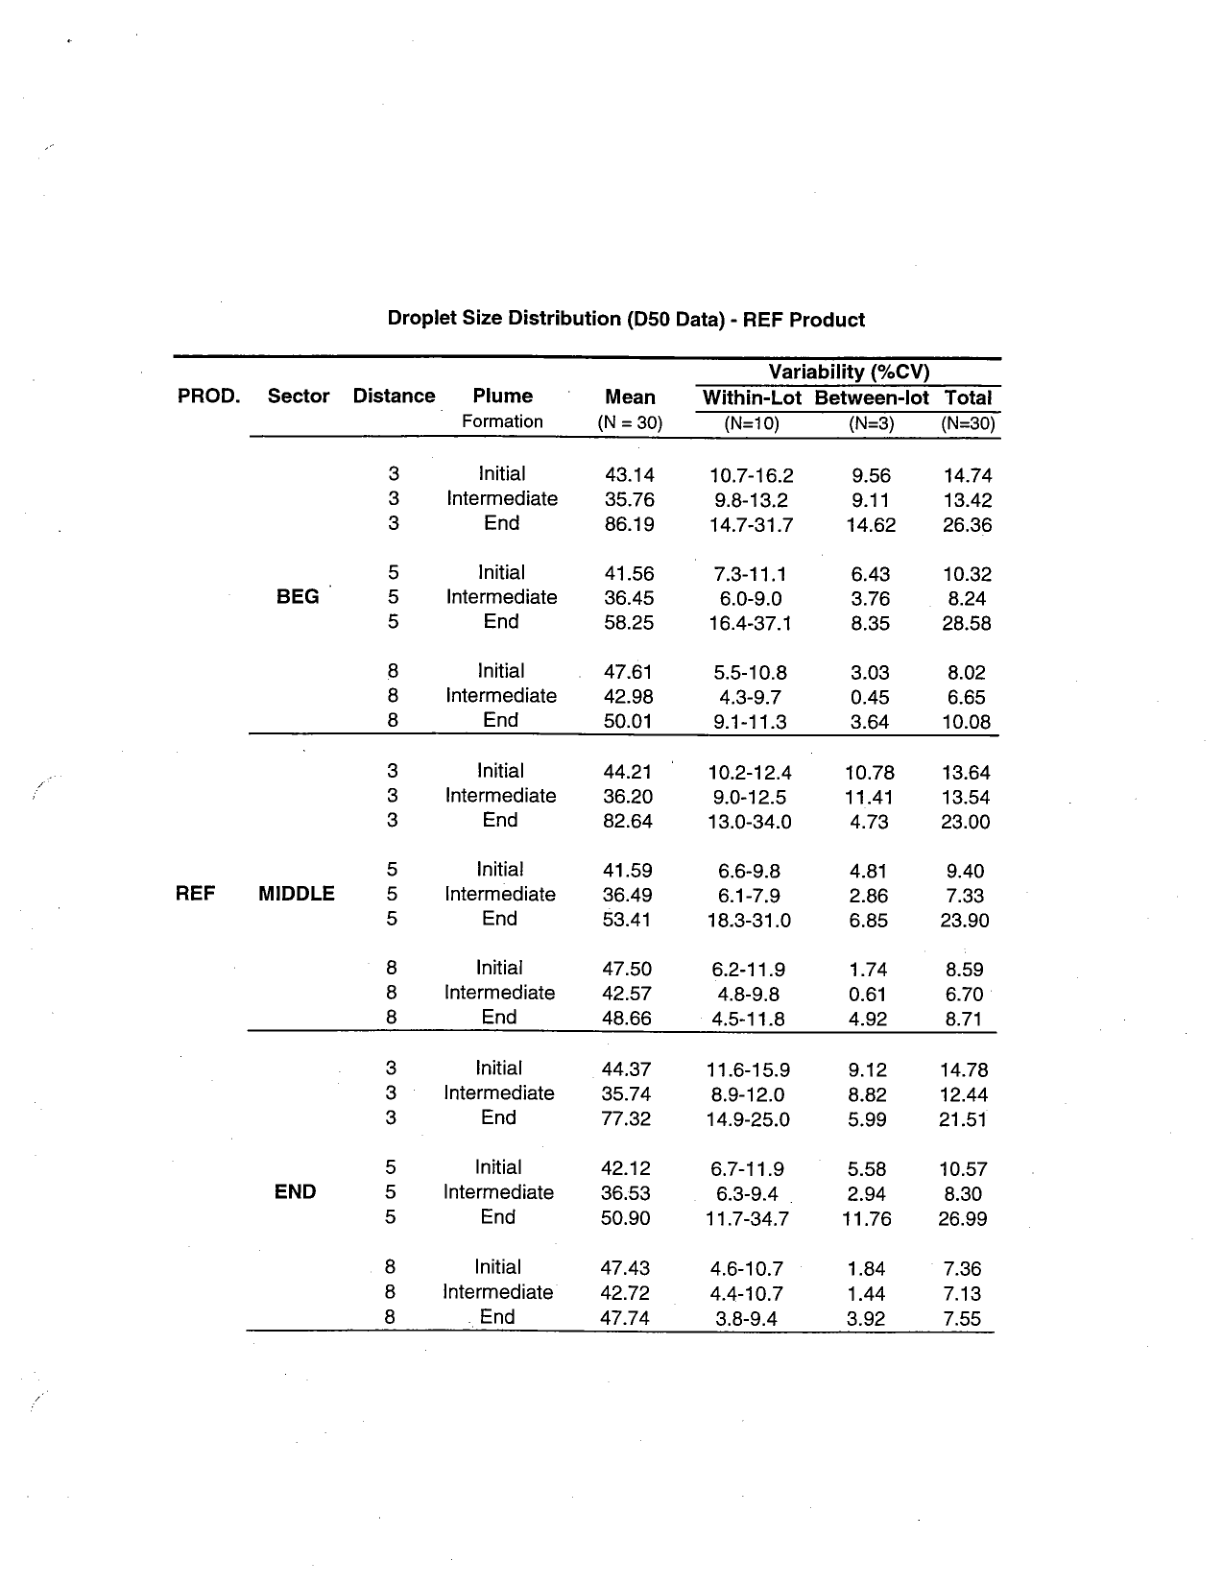 Droplet Size Distribution (D50 Data) - REF Product
Variability (%CV)
PROD. Sector Distance Plume Mean Within-Lot Between-lot Total
Formation (N = 30) (N=10) (N=3) (N=30)
3 Initial 43.14 10.7-16.2 9.56 14.74
3 Intermediate 35.76 9.8-13.2 9.11 13.42
3 End 86.19 14.7-31.7 14.62 26.36
5 Initial 41.56 7.3-11.1 6.43 10.32
BEG 5 Intermediate 36.45 6.0-9.0 3.76 8.24
5 End 58.25 16.4-37.1 8.35 28.58
8 Initial 47.61 5.5-10.8 3.03 8.02
8 Intermediate 42.98 4.3-9.7 0.45 6.65
8 End 50.01 9.1-11.3 3.64 10.08
3 Initial 44.21 10.2-12.4 10.78 13.64
3 Intermediate 36.20 9.0-12.5 11.41 13.54
3 End 82.64 13.0-34.0 4.73 23.00
5 Initial 41.59 6.6-9.8 4.81 9.40
REF MIDDLE 5 Intermediate 36.49 6.1-7.9 2.86 7.33
5 End 53.41 18.3-31.0 6.85 23.90
8 Initial 47.50 6.2-11.9 1.74 8.59
8 Intermediate 42.57 4.8-9.8 0.61 6.70
8 End 48.66 4.5-11.8 4.92 8.71
3 Initial 44.37 11.6-15.9 9.12 14.78
3 Intermediate 35.74 8.9-12.0 8.82 12.44
3 End 77.32 14.9-25.0 5.99 21.51
5 Initial 42.12 6.7-11.9 5.58 10.57
END 5 Intermediate 36.53 6.3-9.4 2.94 8.30
5 End 50.90 11.7-34.7 11.76 26.99
8 Initial 47.43 4.6-10.7 1.84 7.36
8 Intermediate 42.72 4.4-10.7 1.44 7.13
8 End 47.74 3.8-9.4 3.92 7.55